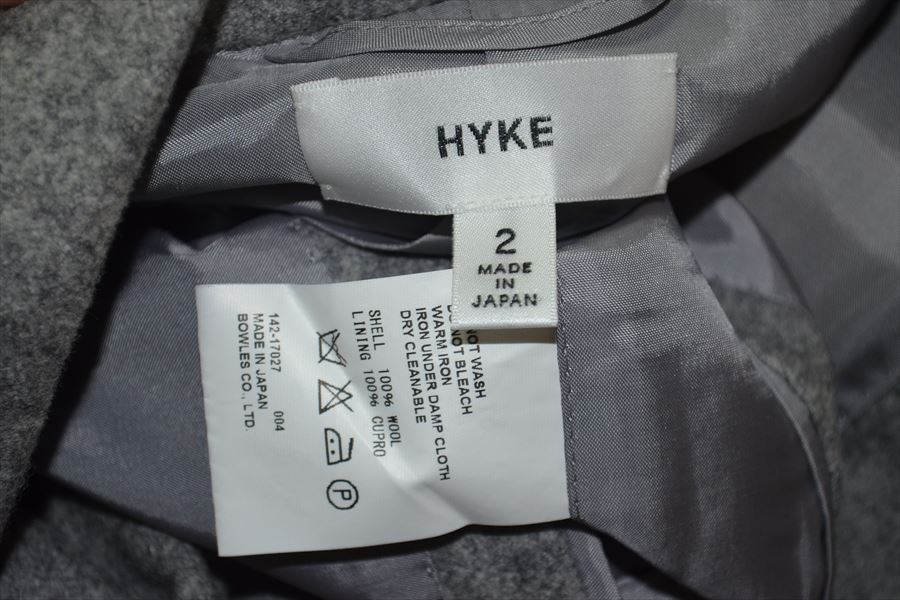 HYKE
2
MADE
IN
JAPAN
NOT WASH
NOT BLEACH
WARM IRON
IRON UNDER DAMP CLOTH
DRY CLEANABLE
SHELL 100% WOOL
LINING 100% CUPRO
P
142-17027 004
MADE IN JAPAN
BOWLES CO., LTD.